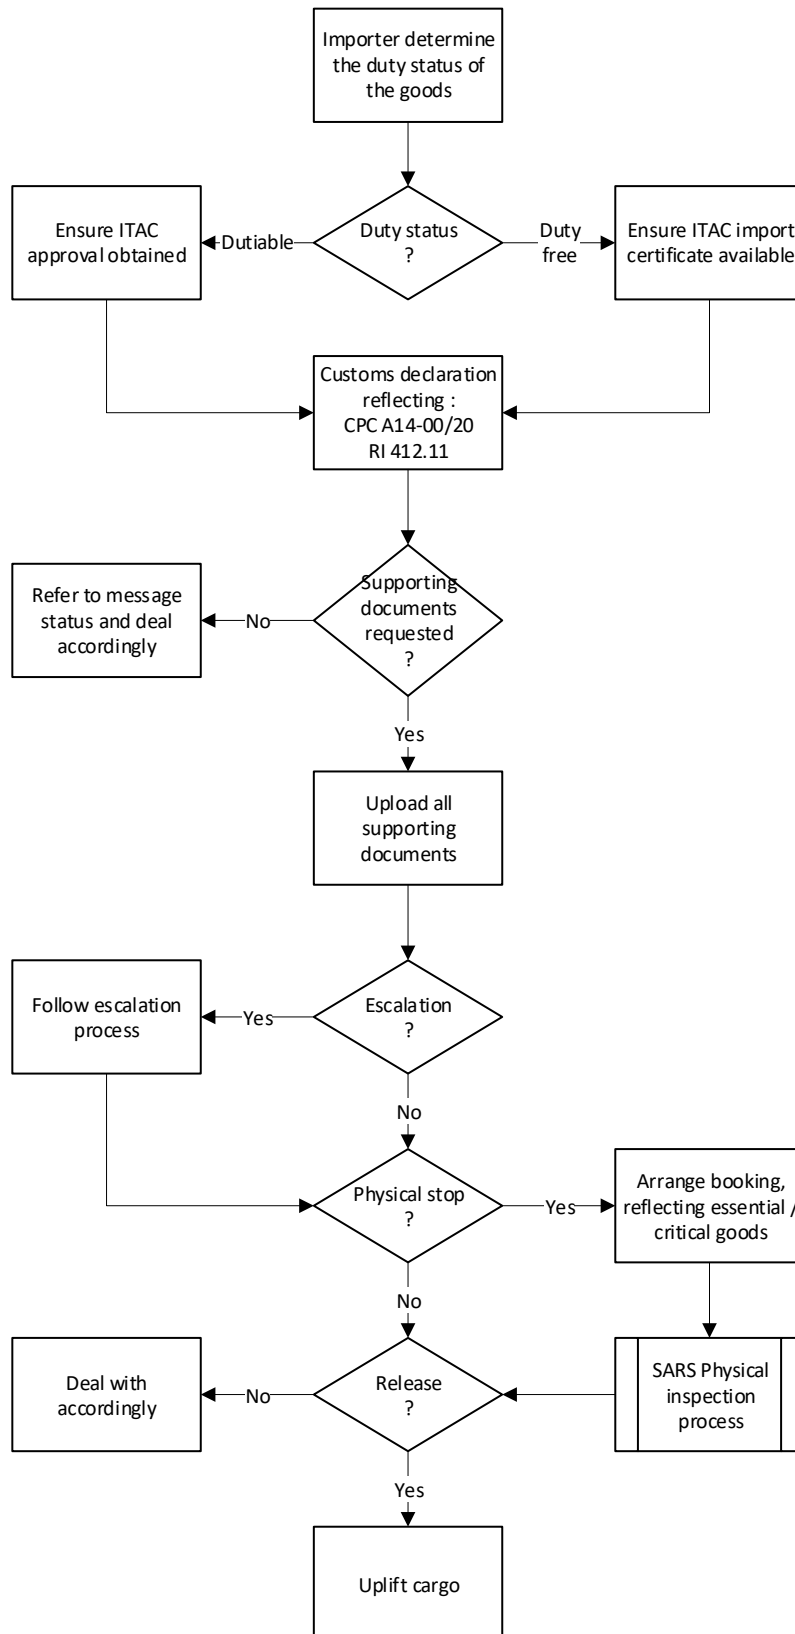 Importer determine
the duty status of
the goods
Ensure ITAC
approval obtained
Dutiable
Duty status
?
Duty
free
Ensure ITAC import
certificate available
Customs declaration
reflecting :
CPC A14-00/20
RI 412.11
Refer to message
status and deal
accordingly
No
Supporting
documents
requested
?
Yes
Upload all
supporting
documents
Follow escalation
process
Yes
Escalation
?
No
Physical stop
?
Yes
Arrange booking,
reflecting essential /
critical goods
No
Deal with
accordingly
No
Release
?
SARS Physical
inspection
process
Yes
Uplift cargo